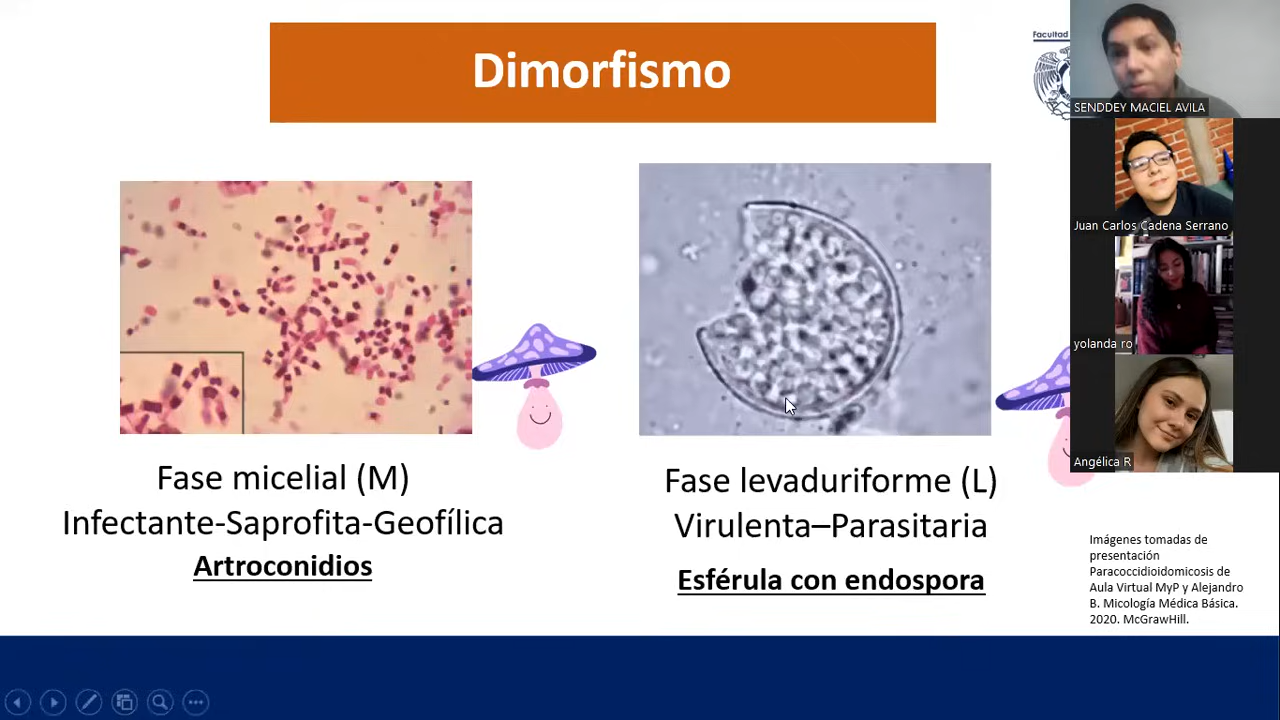 Dimorfismo
Facultad
SENDDEY MACIEL AVILA
Juan Carlos Cadena Serrano
yolanda ro
Angélica R
Fase micelial (M)
Infectante-Saprofita-Geofílica
Artroconidios
Fase levaduriforme (L)
Virulenta–Parasitaria
Esférula con endospora
Imágenes tomadas de
presentación
Paracoccidioidomicosis de
Aula Virtual MyP y Alejandro
B. Micología Médica Básica.
2020. McGrawHill.